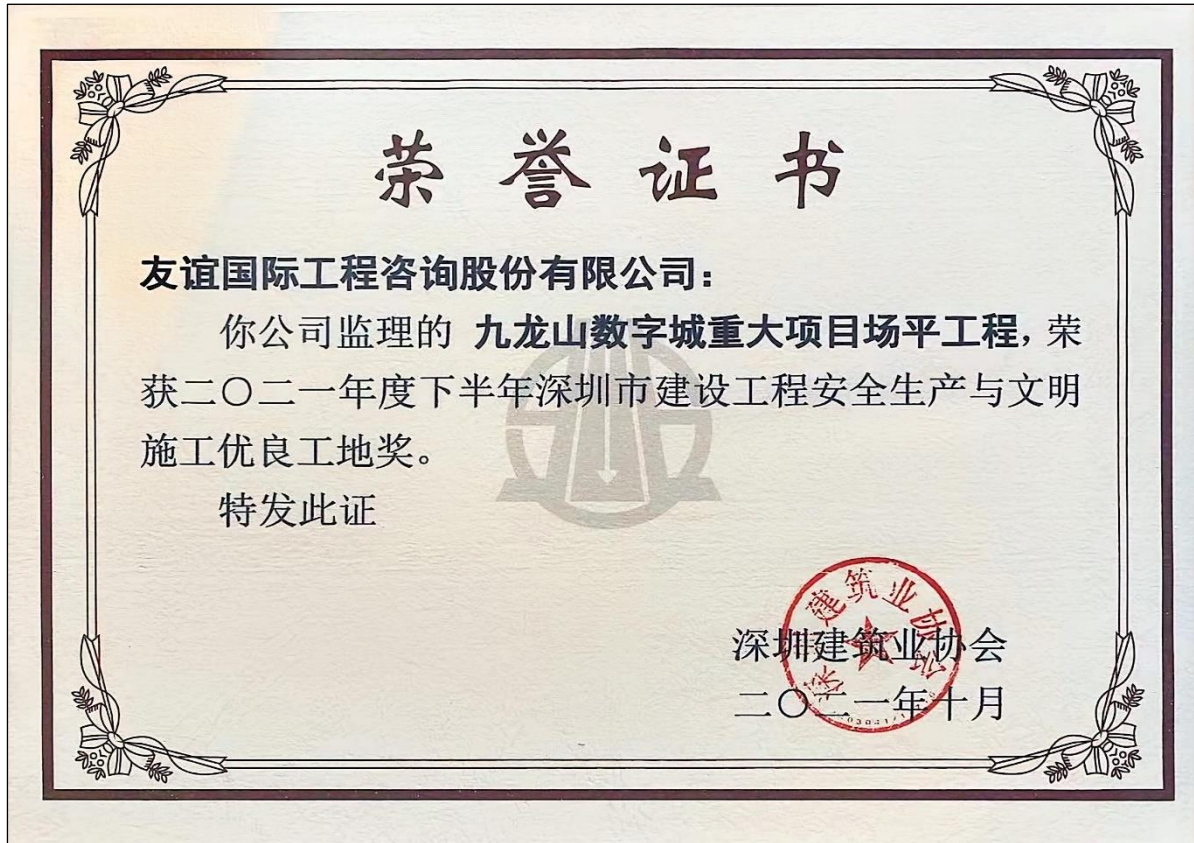 荣誉证书
友谊国际工程咨询股份有限公司：
你公司监理的 九龙山数字城重大项目场平工程，荣
获二〇二一年度下半年深圳市建设工程安全生产与文明
施工优良工地奖。
特发此证
深圳建筑业协会
二〇二一年十月